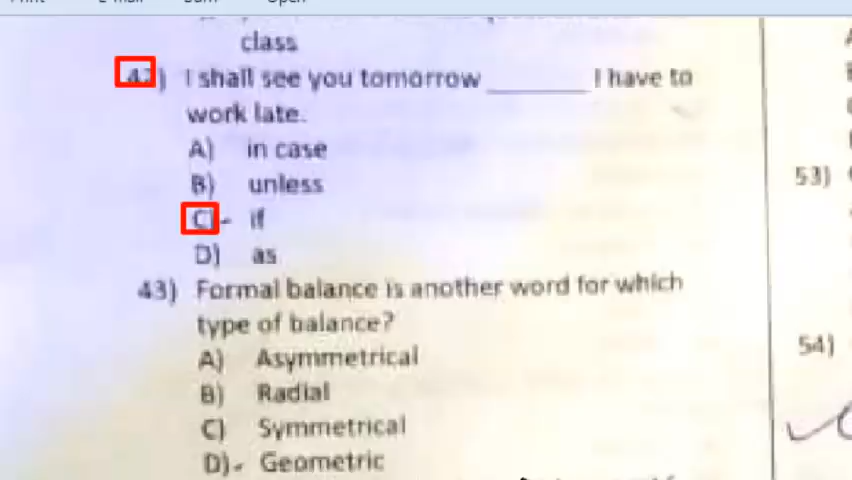 class
42) I shall see you tomorrow ________ I have to
work late.
A) in case
B) unless
C)- if
D) as
43) Formal balance is another word for which
type of balance?
A) Asymmetrical
B) Radial
C) Symmetrical
D)- Geometric
53)
54)